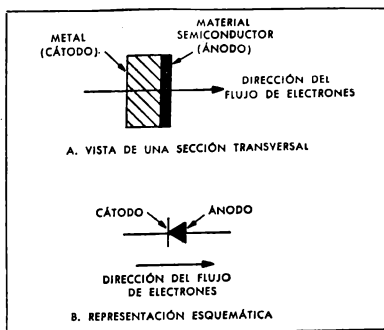 METAL
(CÁTODO).
MATERIAL
SEMICONDUCTOR
(ÁNODO)
DIRECCIÓN DEL
FLUJO DE ELECTRONES
A. VISTA DE UNA SECCIÓN TRANSVERSAL
CÁTODO
ÁNODO
DIRECCIÓN DEL FLUJO
DE ELECTRONES
B. REPRESENTACIÓN ESQUEMÁTICA